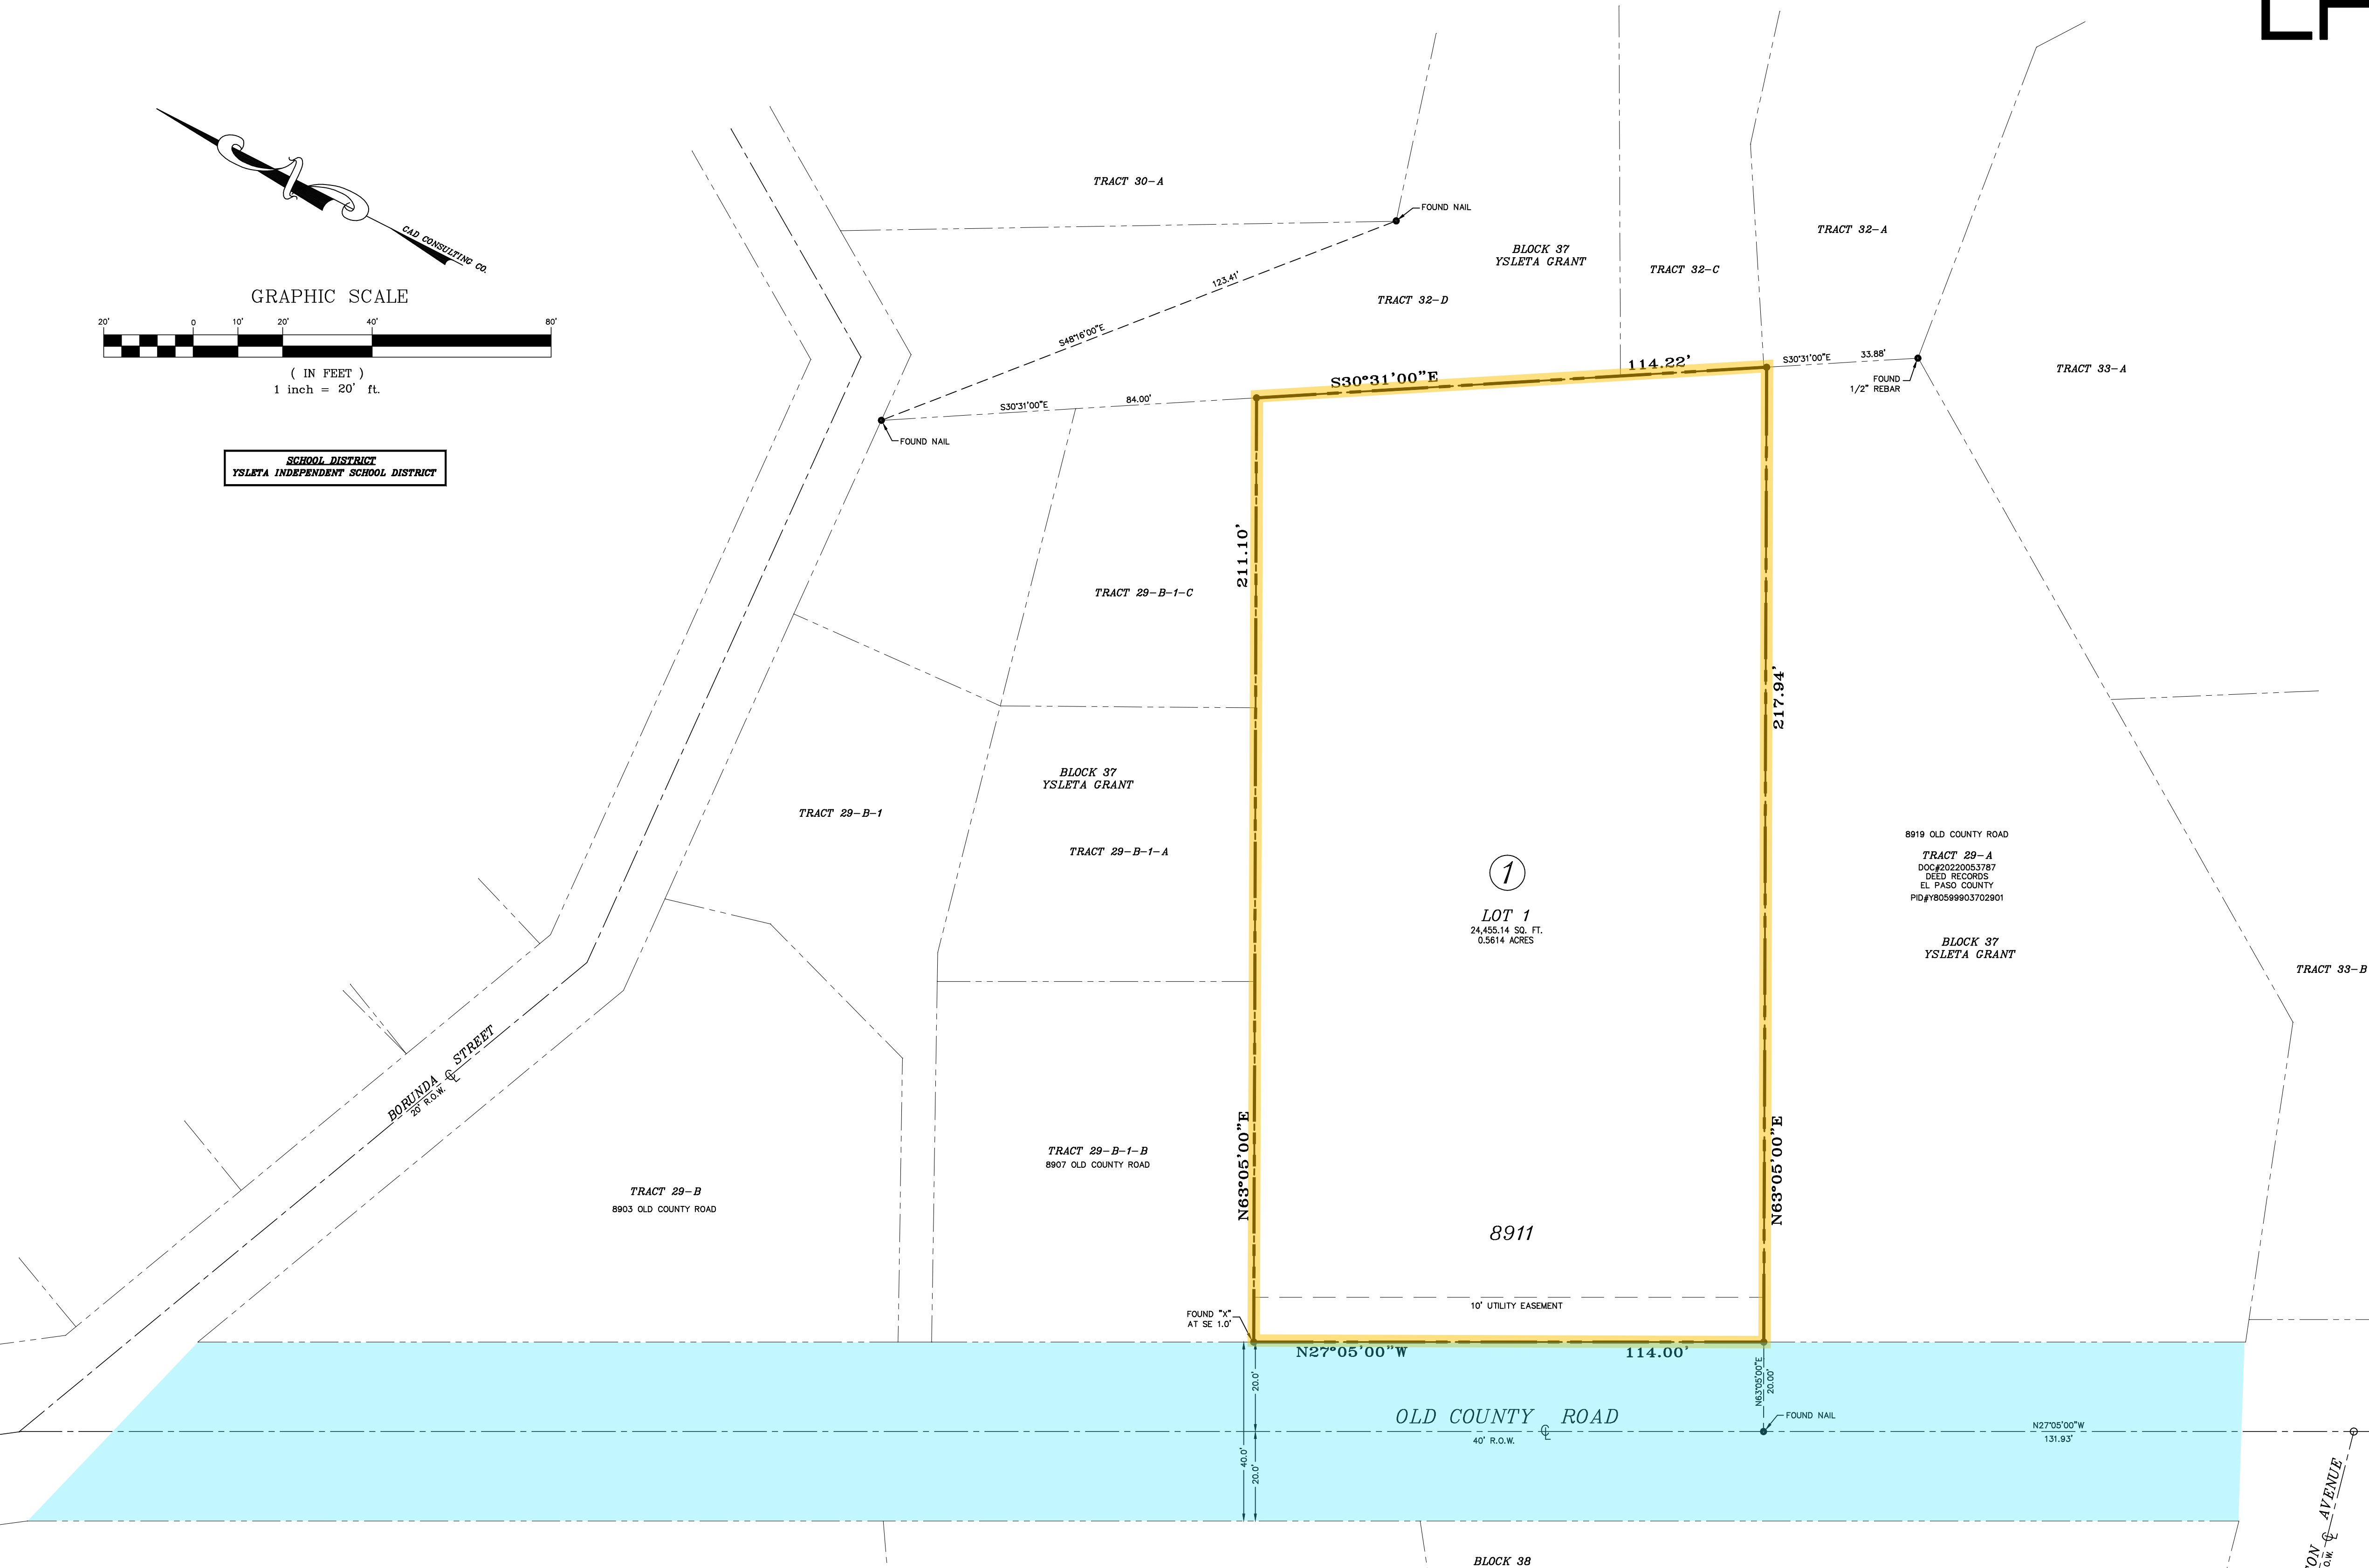 CAD CONSULTING CO.
GRAPHIC SCALE
20' 0 10' 20' 40' 80'
( IN FEET )
1 inch = 20' ft.
SCHOOL DISTRICT
YSLETA INDEPENDENT SCHOOL DISTRICT
TRACT 30-A
FOUND NAIL
BLOCK 37
YSLETA GRANT
TRACT 32-A
TRACT 32-C
TRACT 32-D
123.41'
S48°16'00"E
S30°31'00"E 114.22'
S30°31'00"E 33.88'
FOUND
1/2" REBAR
TRACT 33-A
S30°31'00"E 84.00'
FOUND NAIL
211.10'
TRACT 29-B-1-C
217.94'
BLOCK 37
YSLETA GRANT
TRACT 29-B-1
TRACT 29-B-1-A
1
LOT 1
24,455.14 SQ. FT.
0.5614 ACRES
8919 OLD COUNTY ROAD
TRACT 29-A
DOC#20220053787
DEED RECORDS
EL PASO COUNTY
PID#Y80599903702901
BLOCK 37
YSLETA GRANT
TRACT 33-B
BORUNDA STREET
20' R.O.W.
N63°05'00"E
N63°05'00"E
TRACT 29-B-1-B
8907 OLD COUNTY ROAD
TRACT 29-B
8903 OLD COUNTY ROAD
8911
10' UTILITY EASEMENT
FOUND "X"
AT SE 1.0'
N27°05'00"W 114.00'
20.0'
N63°05'00"E
20.00'
OLD COUNTY ROAD
40' R.O.W.
FOUND NAIL
N27°05'00"W
131.93'
40.0'
20.0'
AVENUE
BLOCK 38